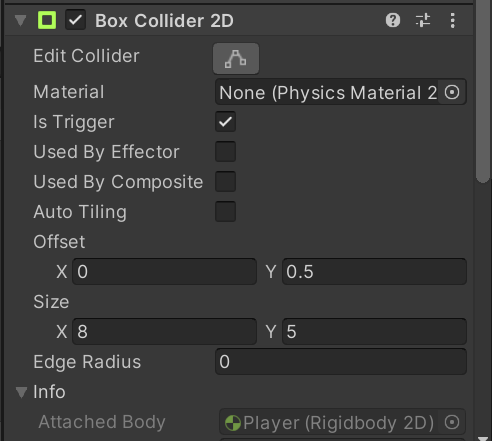 Box Collider 2D
Edit Collider
Material None (Physics Material 2
Is Trigger
Used By Effector
Used By Composite
Auto Tiling
Offset
X 0 Y 0.5
Size
X 8 Y 5
Edge Radius 0
Info
Attached Body Player (Rigidbody 2D)